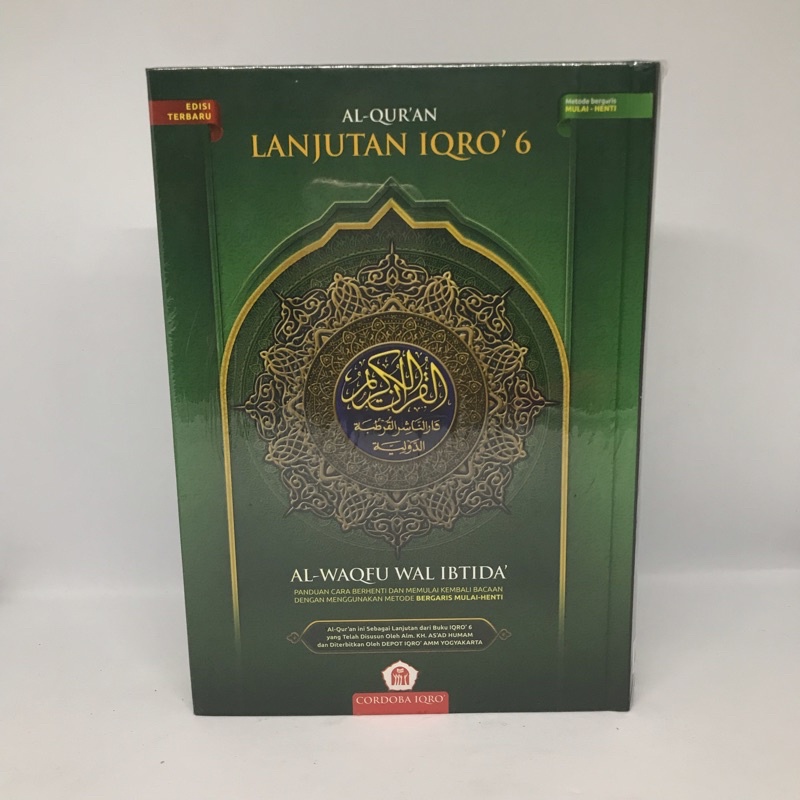 EDISI
TERBARU
Metode bergaris
MULAI - HENTI
AL-QUR'AN
LANJUTAN IQRO' 6
القرآن الكريم
دار الناشر القرطبة
الدولية
AL-WAQFU WAL IBTIDA'
PANDUAN CARA BERHENTI DAN MEMULAI KEMBALI BACAAN
DENGAN MENGGUNAKAN METODE BERGARIS MULAI-HENTI
Al-Qur'an ini Sebagai Lanjutan dari Buku IQRO' 6
yang Telah Disusun Oleh Alm. KH. AS'AD HUMAM
dan Diterbitkan Oleh DEPOT IQRO' AMM YOGYAKARTA
CORDOBA IQRO'